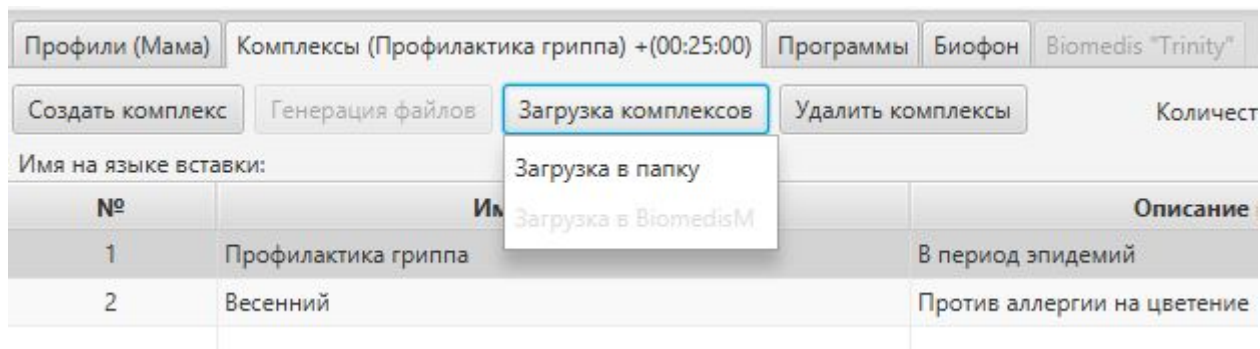 Профили (Мама) Комплексы (Профилактика гриппа) +(00:25:00) Программы Биофон Biomedis "Trinity"
Создать комплекс Генерация файлов Загрузка комплексов Удалить комплексы
Имя на языке вставки:
Загрузка в папку
Загрузка в BiomedisM
№ Описание
1 Профилактика гриппа В период эпидемий
2 Весенний Против аллергии на цветение